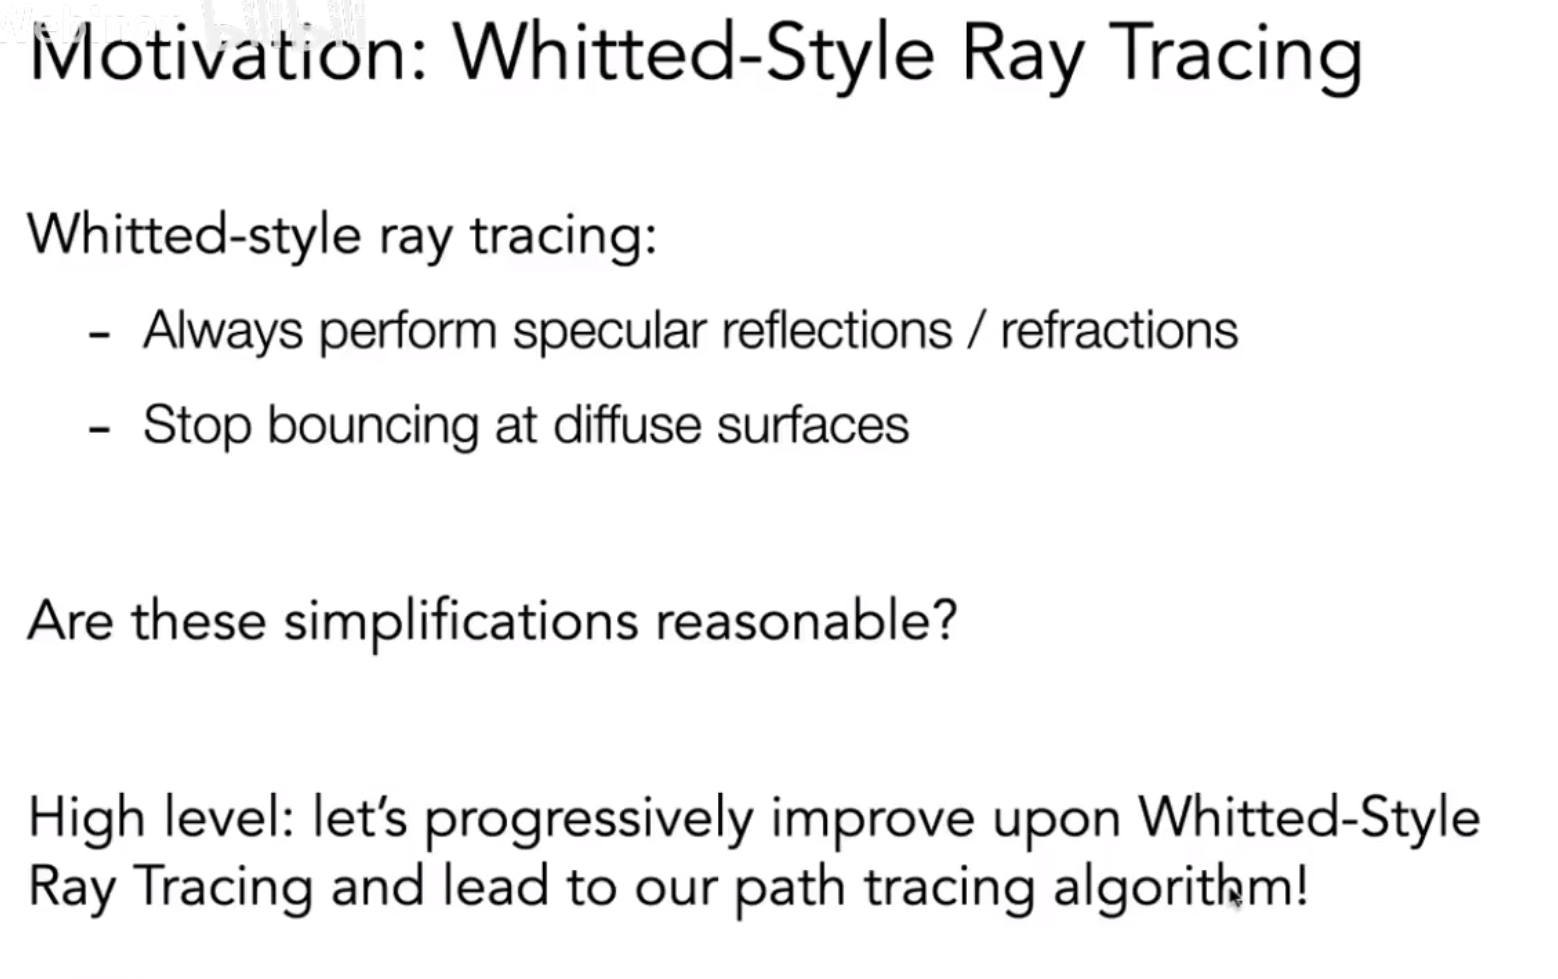 Webinar bilibili
Motivation: Whitted-Style Ray Tracing
Whitted-style ray tracing:
- Always perform specular reflections / refractions
- Stop bouncing at diffuse surfaces
Are these simplifications reasonable?
High level: let's progressively improve upon Whitted-Style
Ray Tracing and lead to our path tracing algorithm!